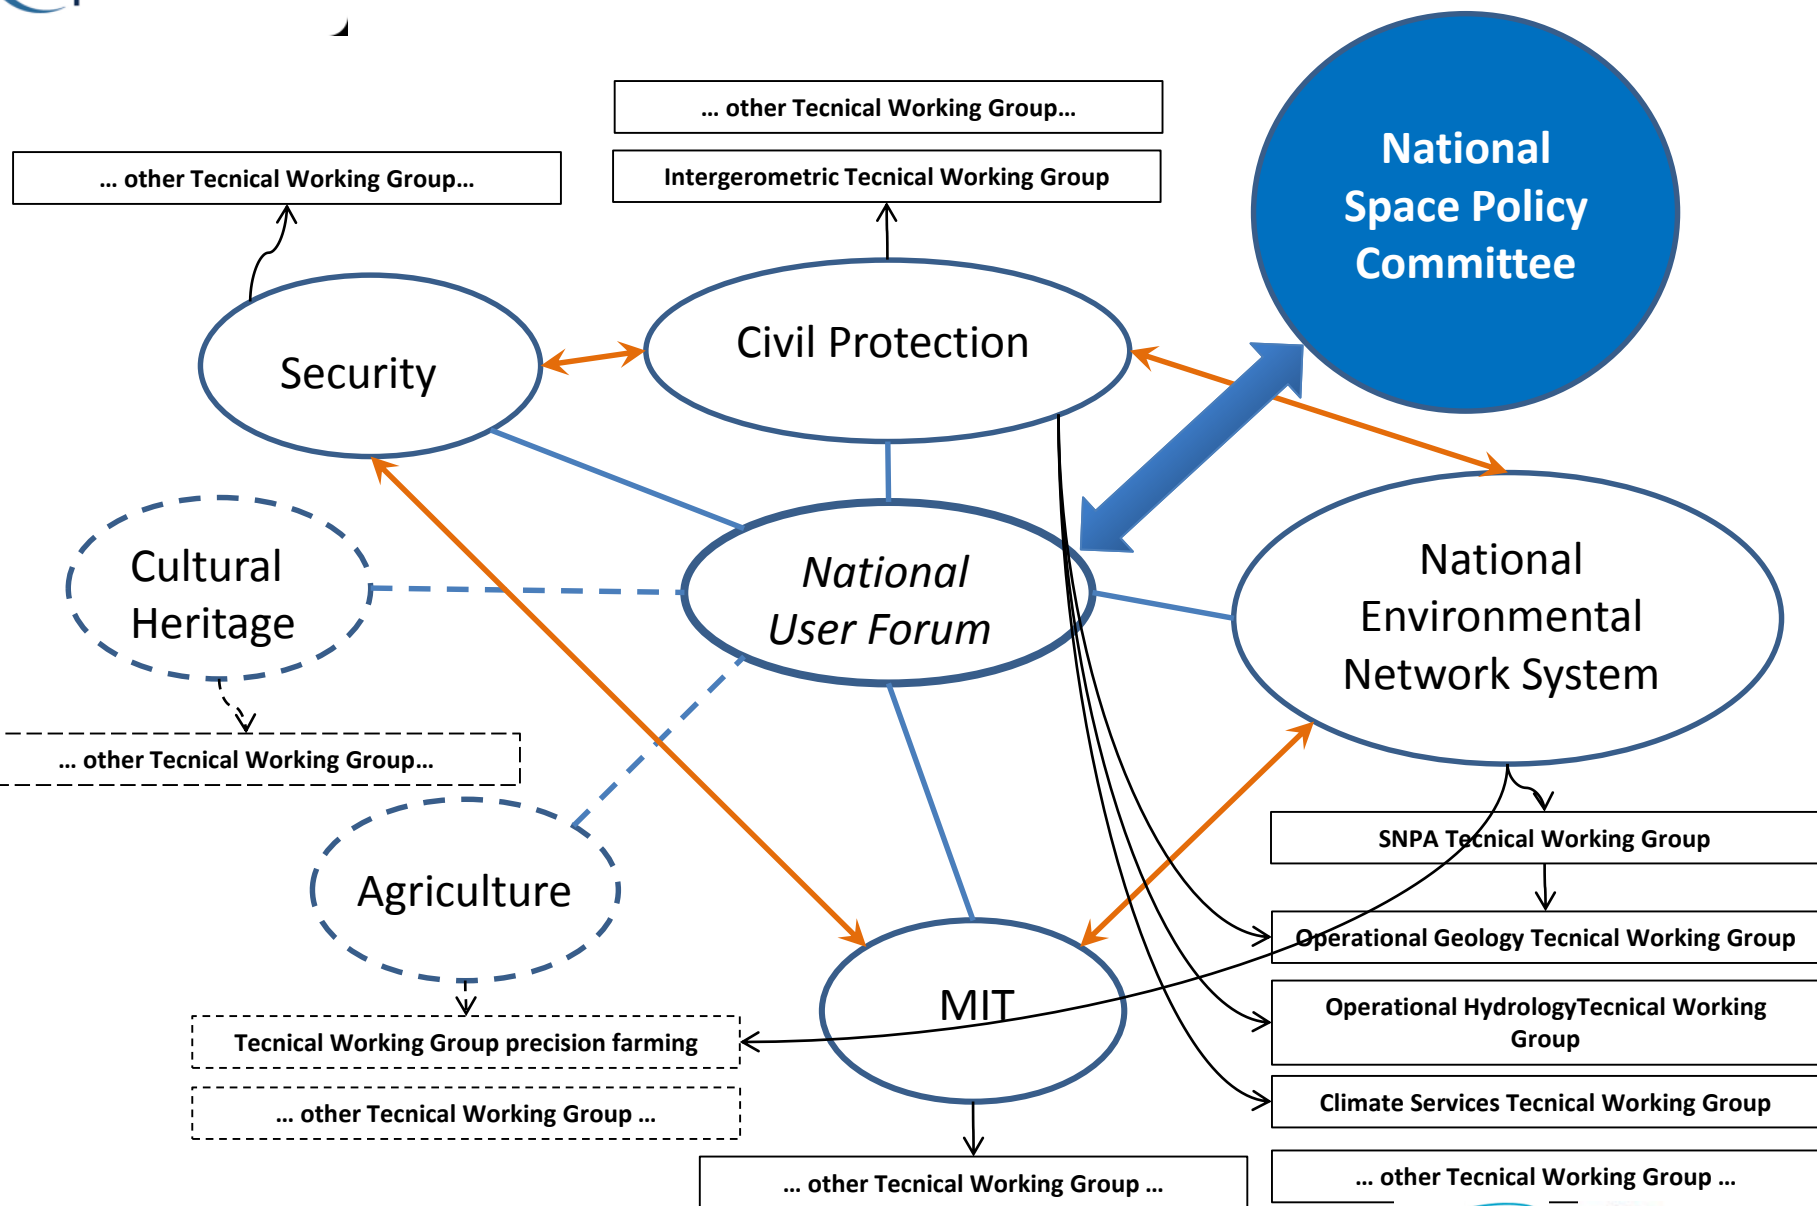 ... other Tecnical Working Group...
... other Tecnical Working Group...
Intergerometric Tecnical Working Group
National
Space Policy
Committee
Civil Protection
Security
Cultural
Heritage
National
User Forum
National
Environmental
Network System
... other Tecnical Working Group...
SNPA Tecnical Working Group
Agriculture
Operational Geology Tecnical Working Group
MIT
Operational HydrologyTecnical Working
Group
Tecnical Working Group precision farming
Climate Services Tecnical Working Group
... other Tecnical Working Group ...
... other Tecnical Working Group ...
... other Tecnical Working Group ...